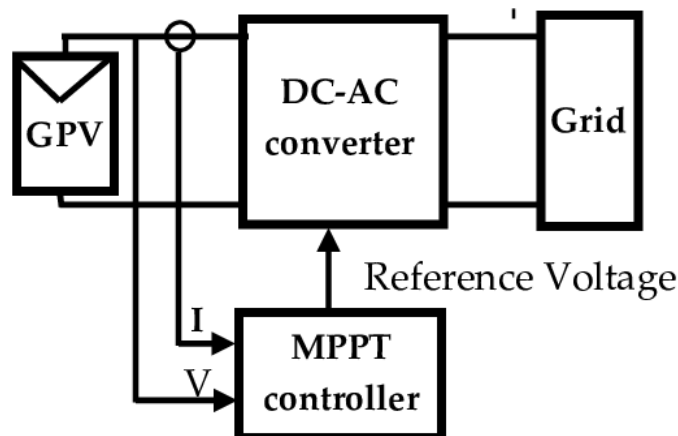 GPV
DC-AC
converter
Grid
Reference Voltage
I
V
MPPT
controller